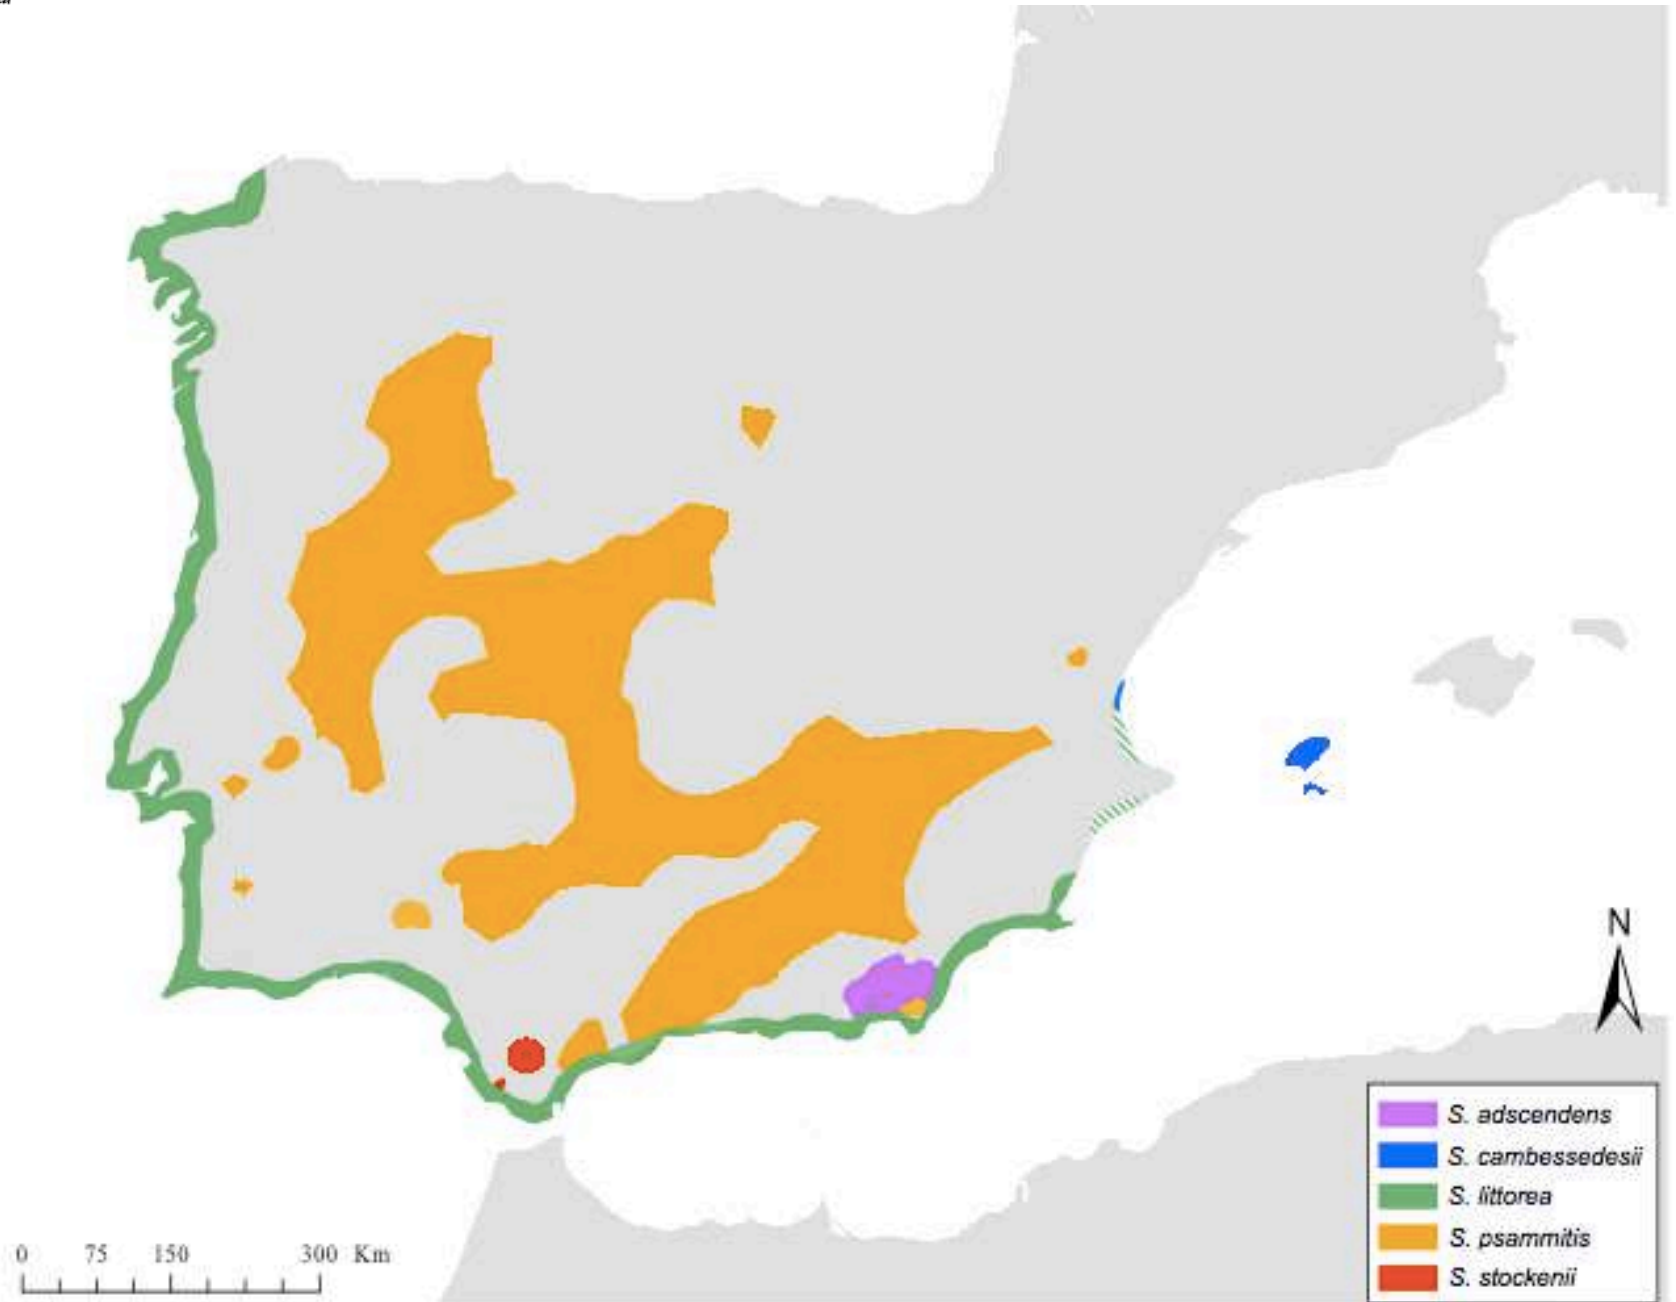 N
S. adscendens
S. cambessedesii
S. littorea
S. psammitis
S. stockenii
0 75 150 300 Km